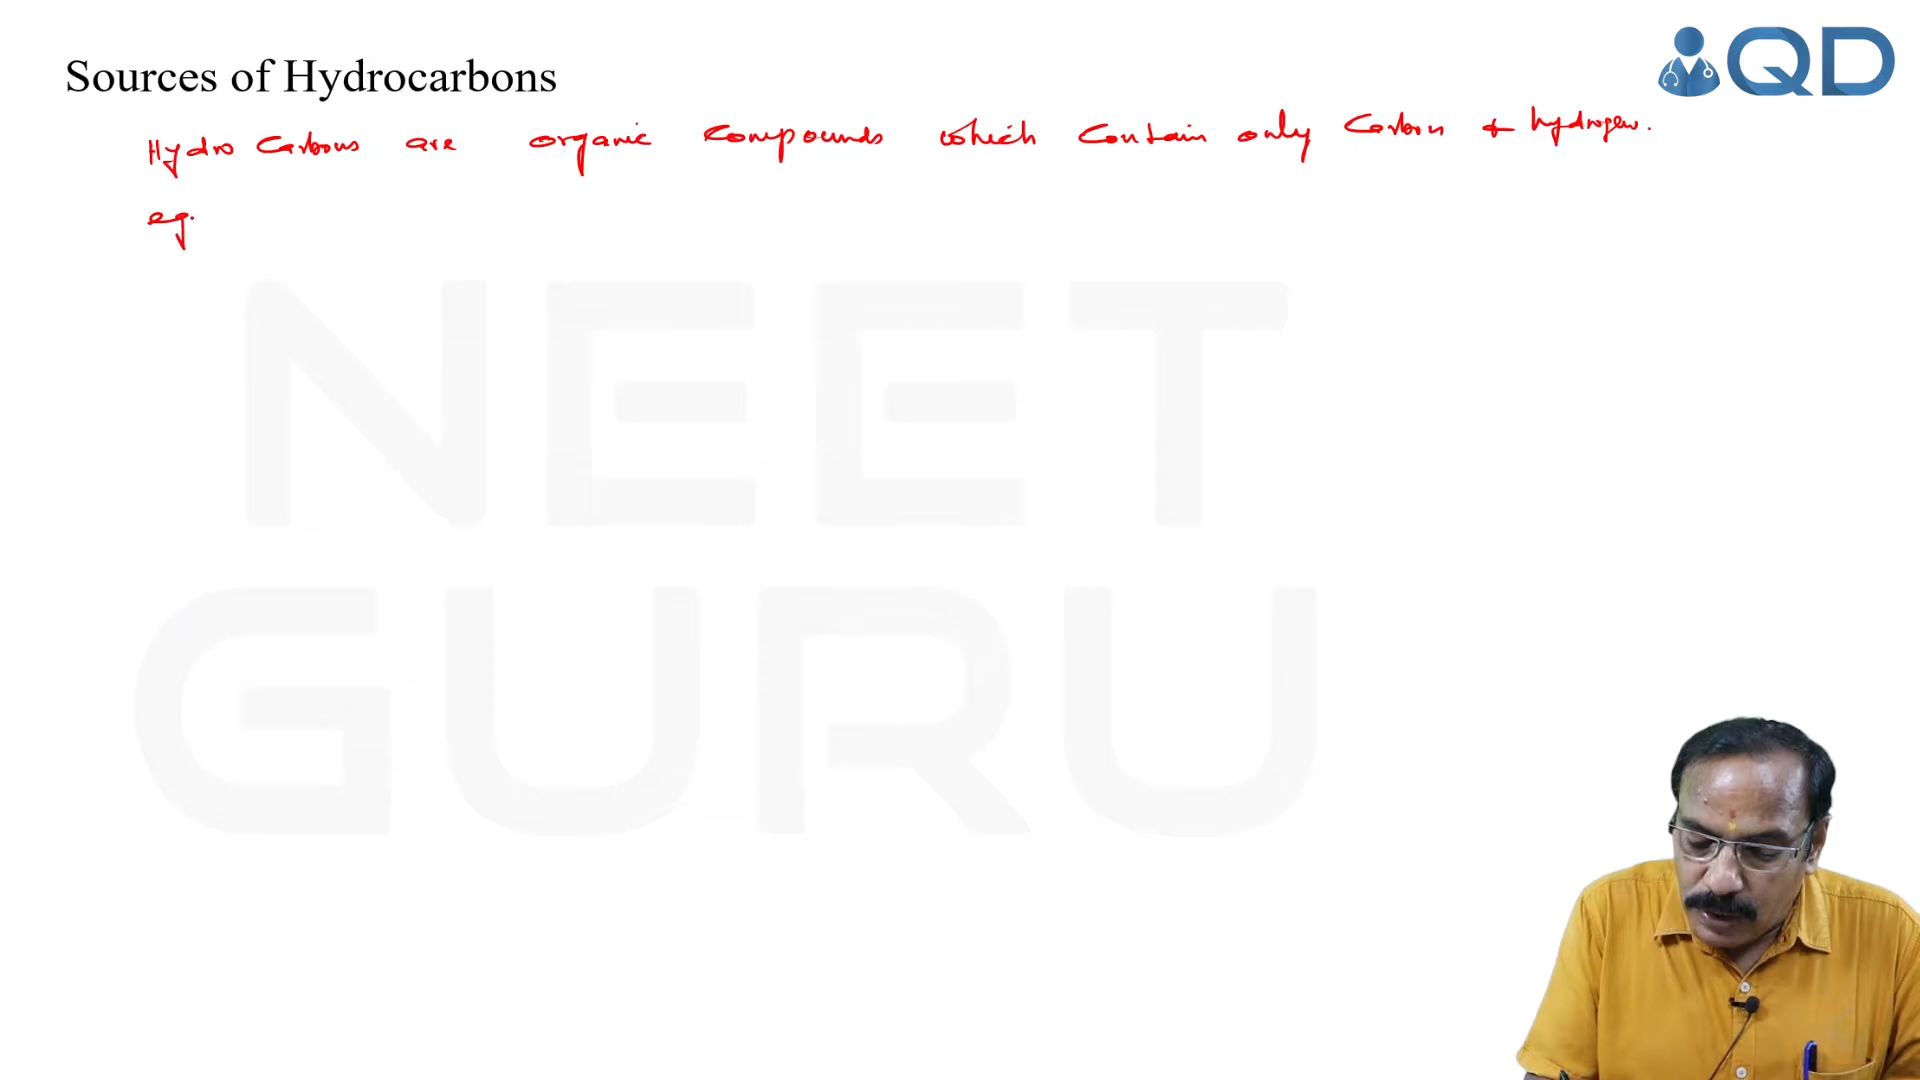 QD
Sources of Hydrocarbons
Hydro Carbons are organic compounds which contain only Carbon & hydrogen.
eg.
NEET
GURU